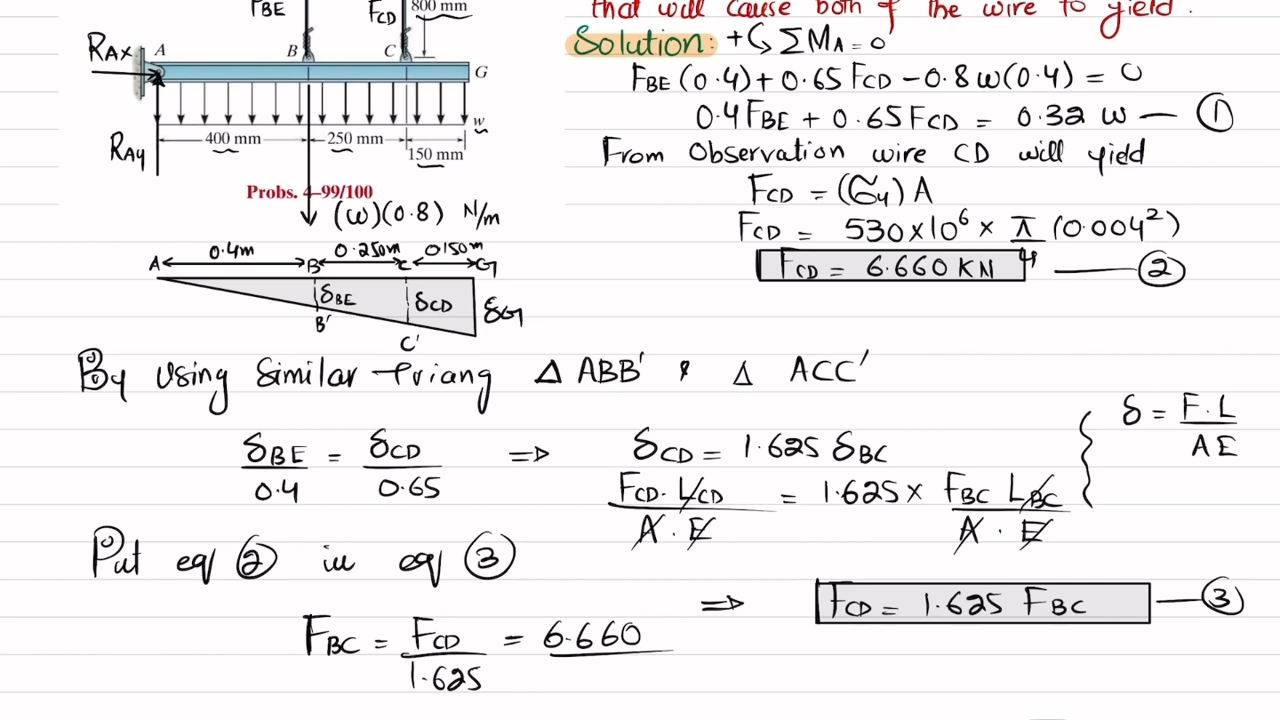 that will cause both of the wire to yield.
FBE
FCD
800 mm
Solution: +↺ ΣMA = 0
RAX
A
B
C
G
FBE (0.4) + 0.65 FCD - 0.8 w(0.4) = 0
w
0.4 FBE + 0.65 FCD = 0.32 w — ①
400 mm
250 mm
150 mm
RAy
From Observation wire CD will yield
Probs. 4–99/100
FCD = (σy) A
(w)(0.8) N/m
FCD = 530×10⁶ × π/4 (0.004²)
0.4m
0.250m
0.150m
A
B
C
G
FCD = 6.660 KN — ②
δBE
δCD
δG
B'
C'
By using Similar Triang Δ ABB' & Δ ACC'
δ = F.L / AE
δBE / 0.4 = δCD / 0.65 ⇒ δCD = 1.625 δBC
FCD. LCD / A . E = 1.625 × FBC LBC / A . E
Put eq ② in eq ③
⇒ FCD = 1.625 FBC — ③
FBC = FCD / 1.625 = 6.660